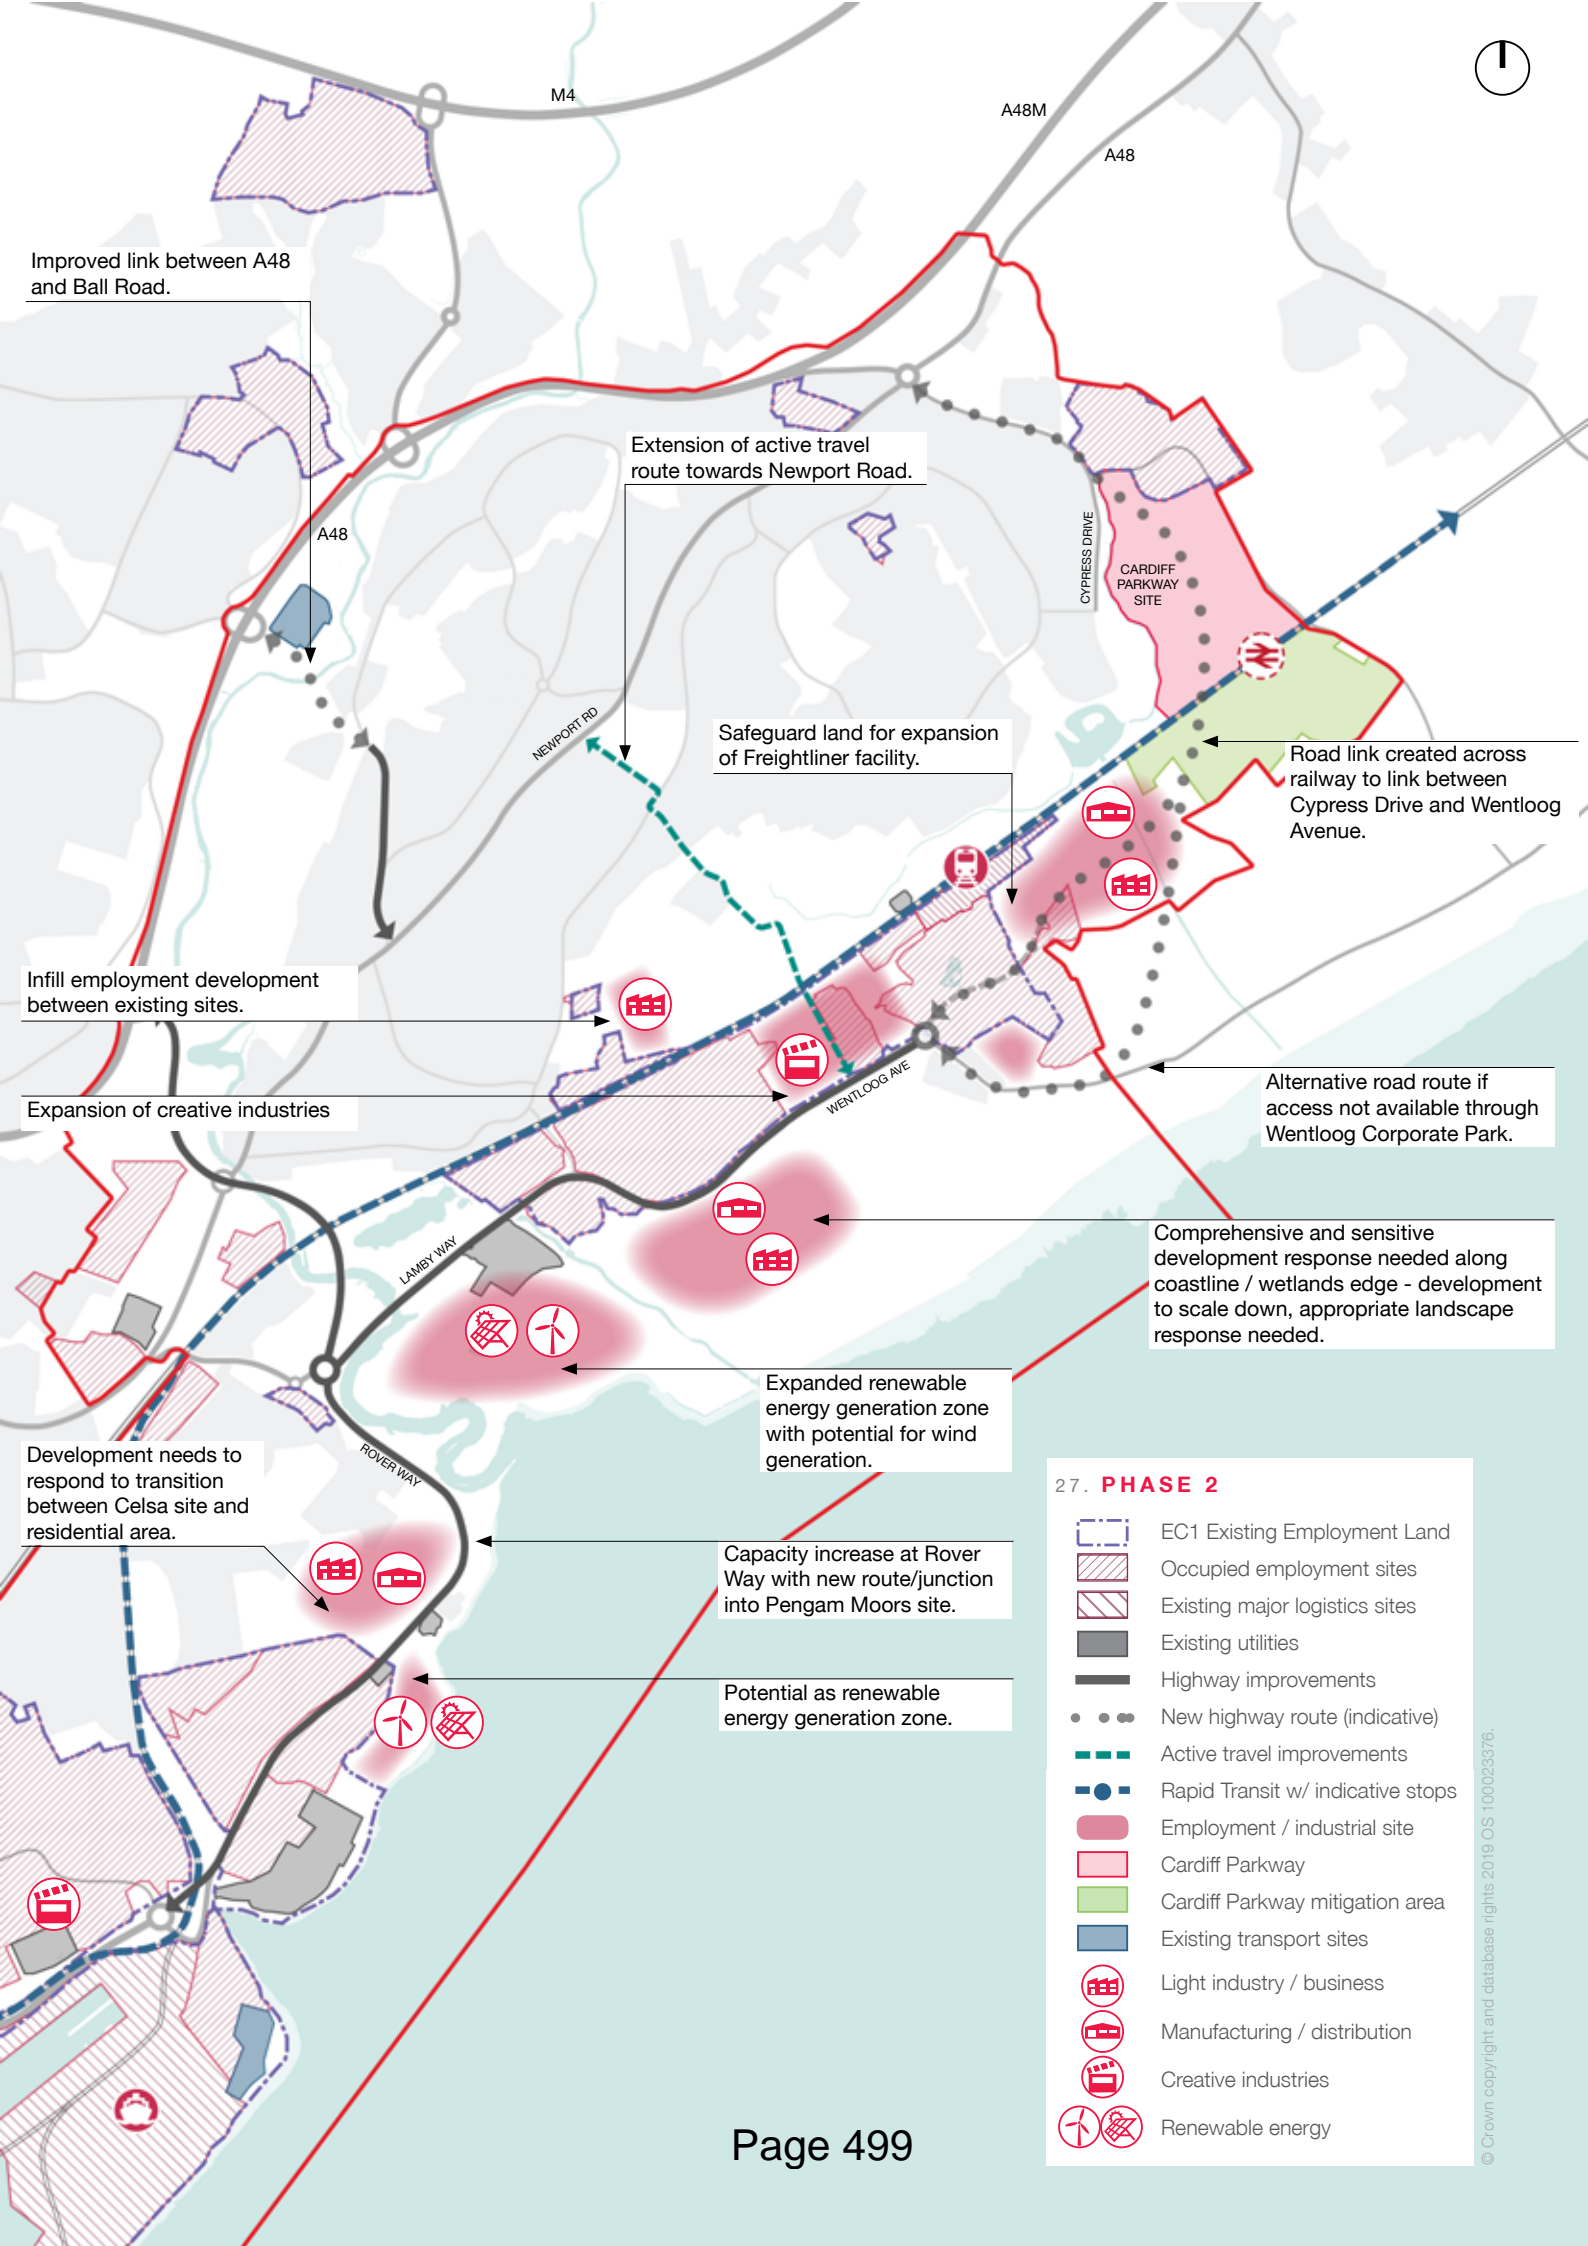 M4
A48M
A48
Improved link between A48
and Ball Road.
Extension of active travel
route towards Newport Road.
A48
CYPRESS DRIVE
CARDIFF
PARKWAY
SITE
NEWPORT RD
Safeguard land for expansion
of Freightliner facility.
Road link created across
railway to link between
Cypress Drive and Wentloog
Avenue.
Infill employment development
between existing sites.
Expansion of creative industries
WENTLOOG AVE
Alternative road route if
access not available through
Wentloog Corporate Park.
LAMBY WAY
Comprehensive and sensitive
development response needed along
coastline / wetlands edge - development
to scale down, appropriate landscape
response needed.
Expanded renewable
energy generation zone
with potential for wind
generation.
Development needs to
respond to transition
between Celsa site and
residential area.
ROVER WAY
Capacity increase at Rover
Way with new route/junction
into Pengam Moors site.
Potential as renewable
energy generation zone.
27. PHASE 2
EC1 Existing Employment Land
Occupied employment sites
Existing major logistics sites
Existing utilities
Highway improvements
New highway route (indicative)
Active travel improvements
Rapid Transit w/ indicative stops
Employment / industrial site
Cardiff Parkway
Cardiff Parkway mitigation area
Existing transport sites
Light industry / business
Manufacturing / distribution
Creative industries
Renewable energy
© Crown copyright and database rights 2019 OS 100023376.
Page 499